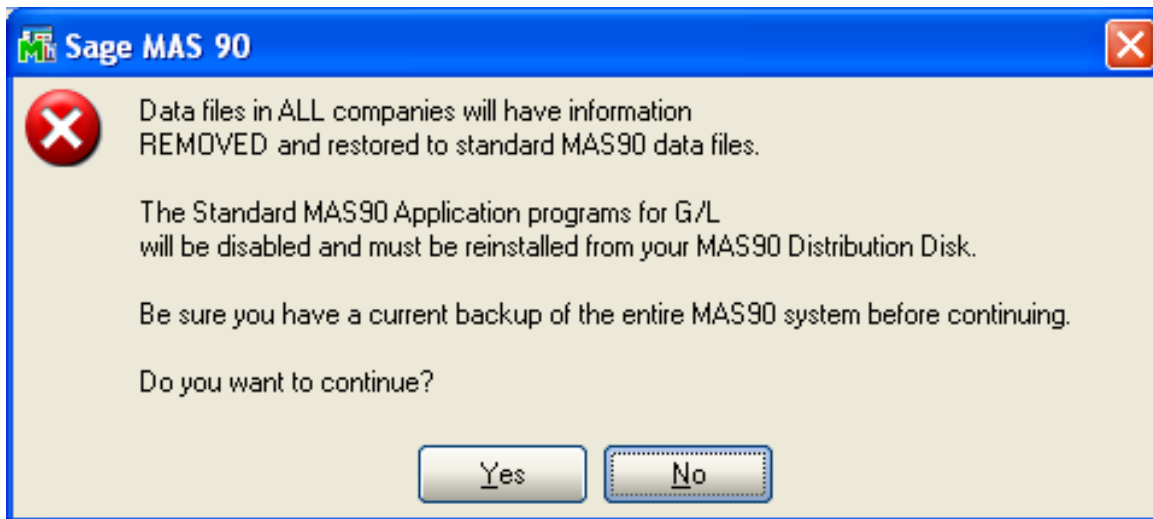 Sage MAS 90
Data files in ALL companies will have information
REMOVED and restored to standard MAS90 data files.
The Standard MAS90 Application programs for G/L
will be disabled and must be reinstalled from your MAS90 Distribution Disk.
Be sure you have a current backup of the entire MAS90 system before continuing.
Do you want to continue?
Yes
No